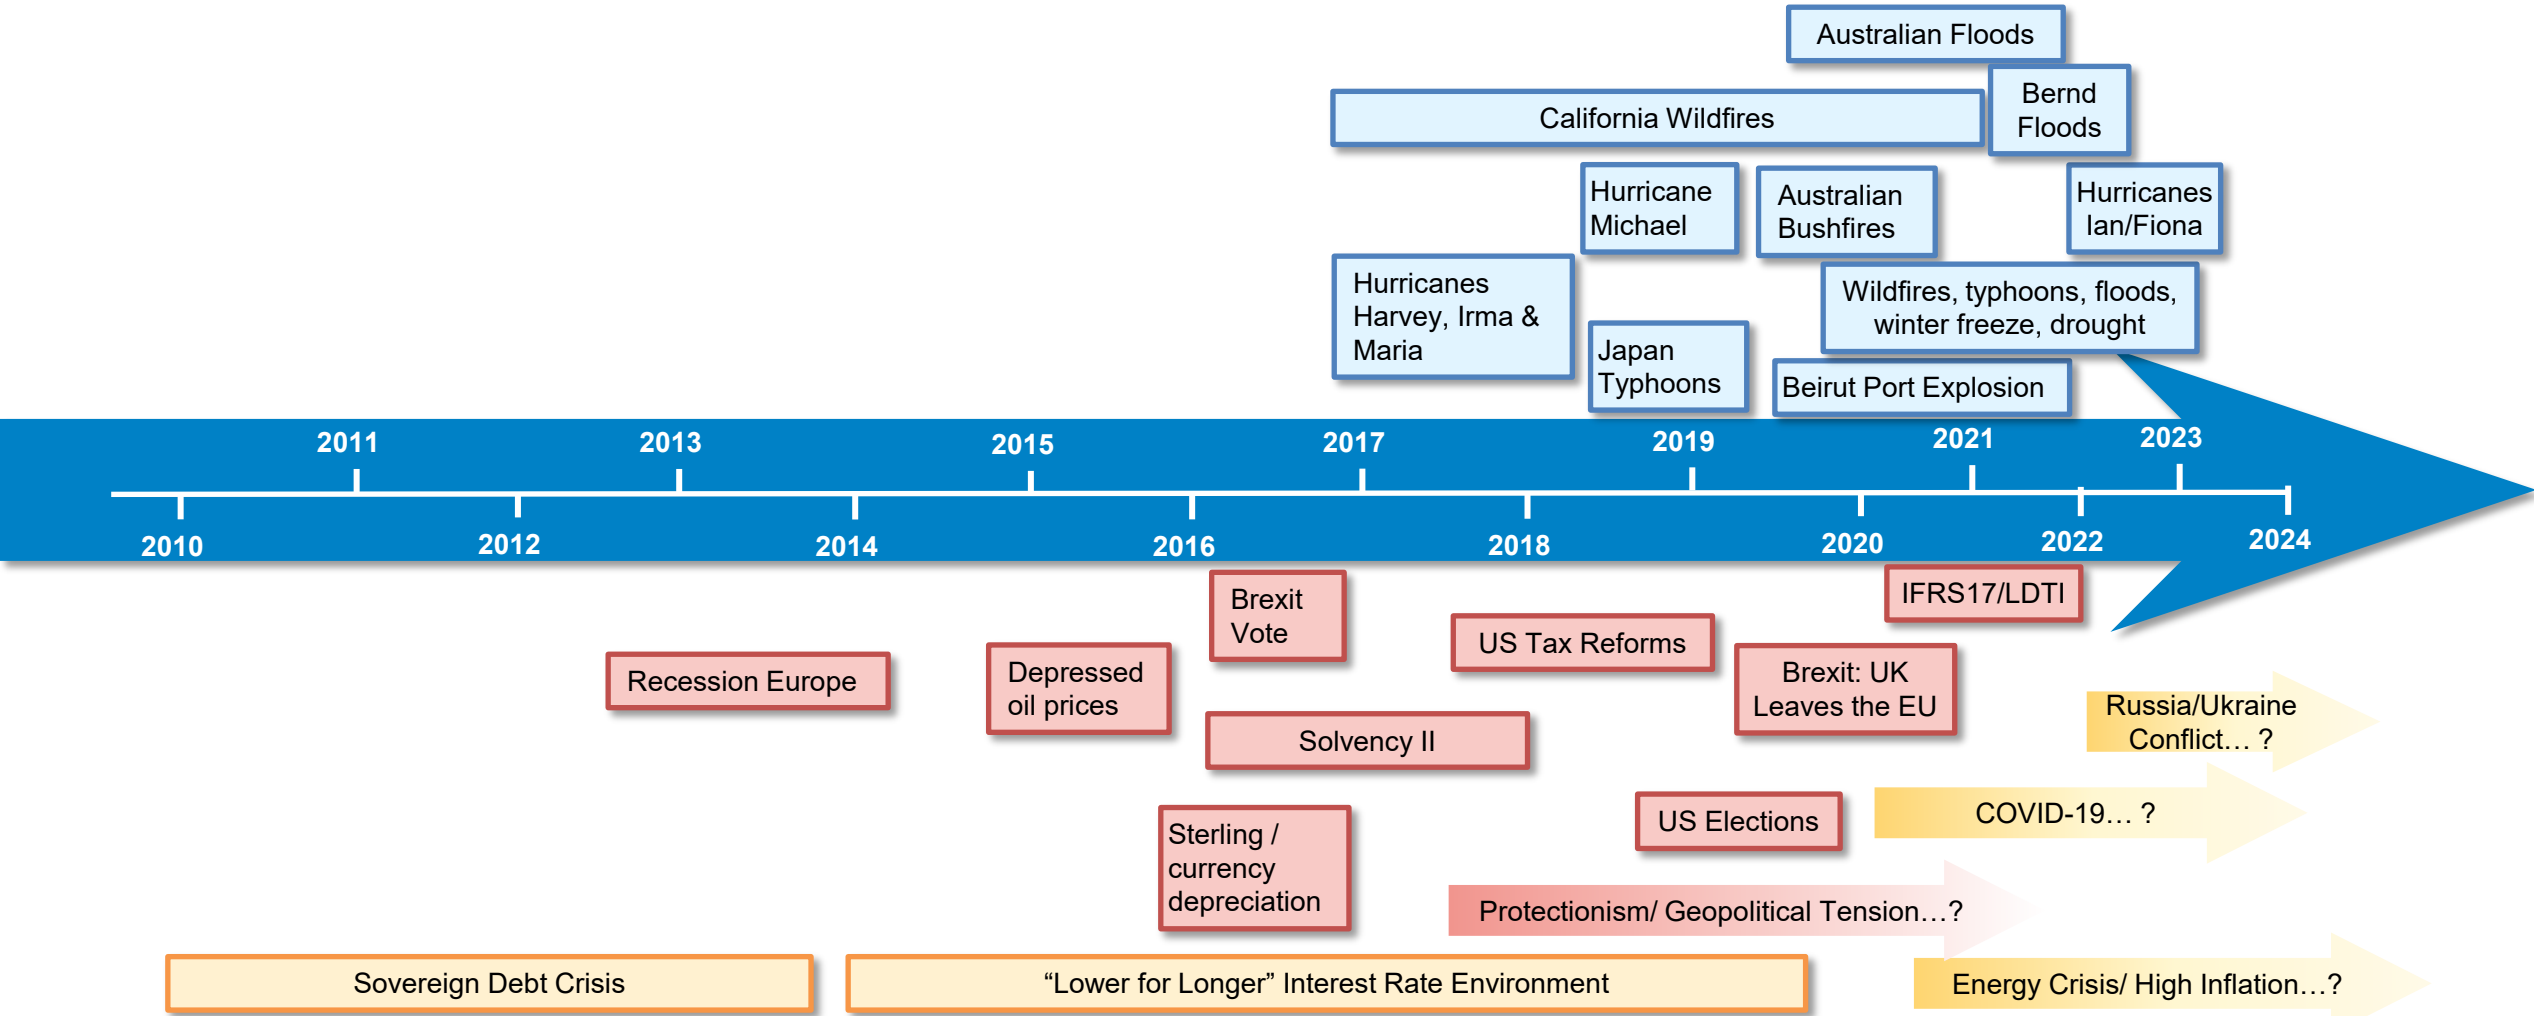 Australian Floods
Bernd
Floods
California Wildfires
Hurricane
Michael
Australian
Bushfires
Hurricanes
Ian/Fiona
Hurricanes
Harvey, Irma &
Maria
Wildfires, typhoons, floods,
winter freeze, drought
Japan
Typhoons
Beirut Port Explosion
2011
2013
2015
2017
2019
2021
2023
2010
2012
2014
2016
2018
2020
2022
2024
Brexit
Vote
IFRS17/LDTI
US Tax Reforms
Recession Europe
Depressed
oil prices
Brexit: UK
Leaves the EU
Russia/Ukraine
Conflict... ?
Solvency II
COVID-19... ?
US Elections
Sterling /
currency
depreciation
Protectionism/ Geopolitical Tension...?
Sovereign Debt Crisis
“Lower for Longer” Interest Rate Environment
Energy Crisis/ High Inflation...?